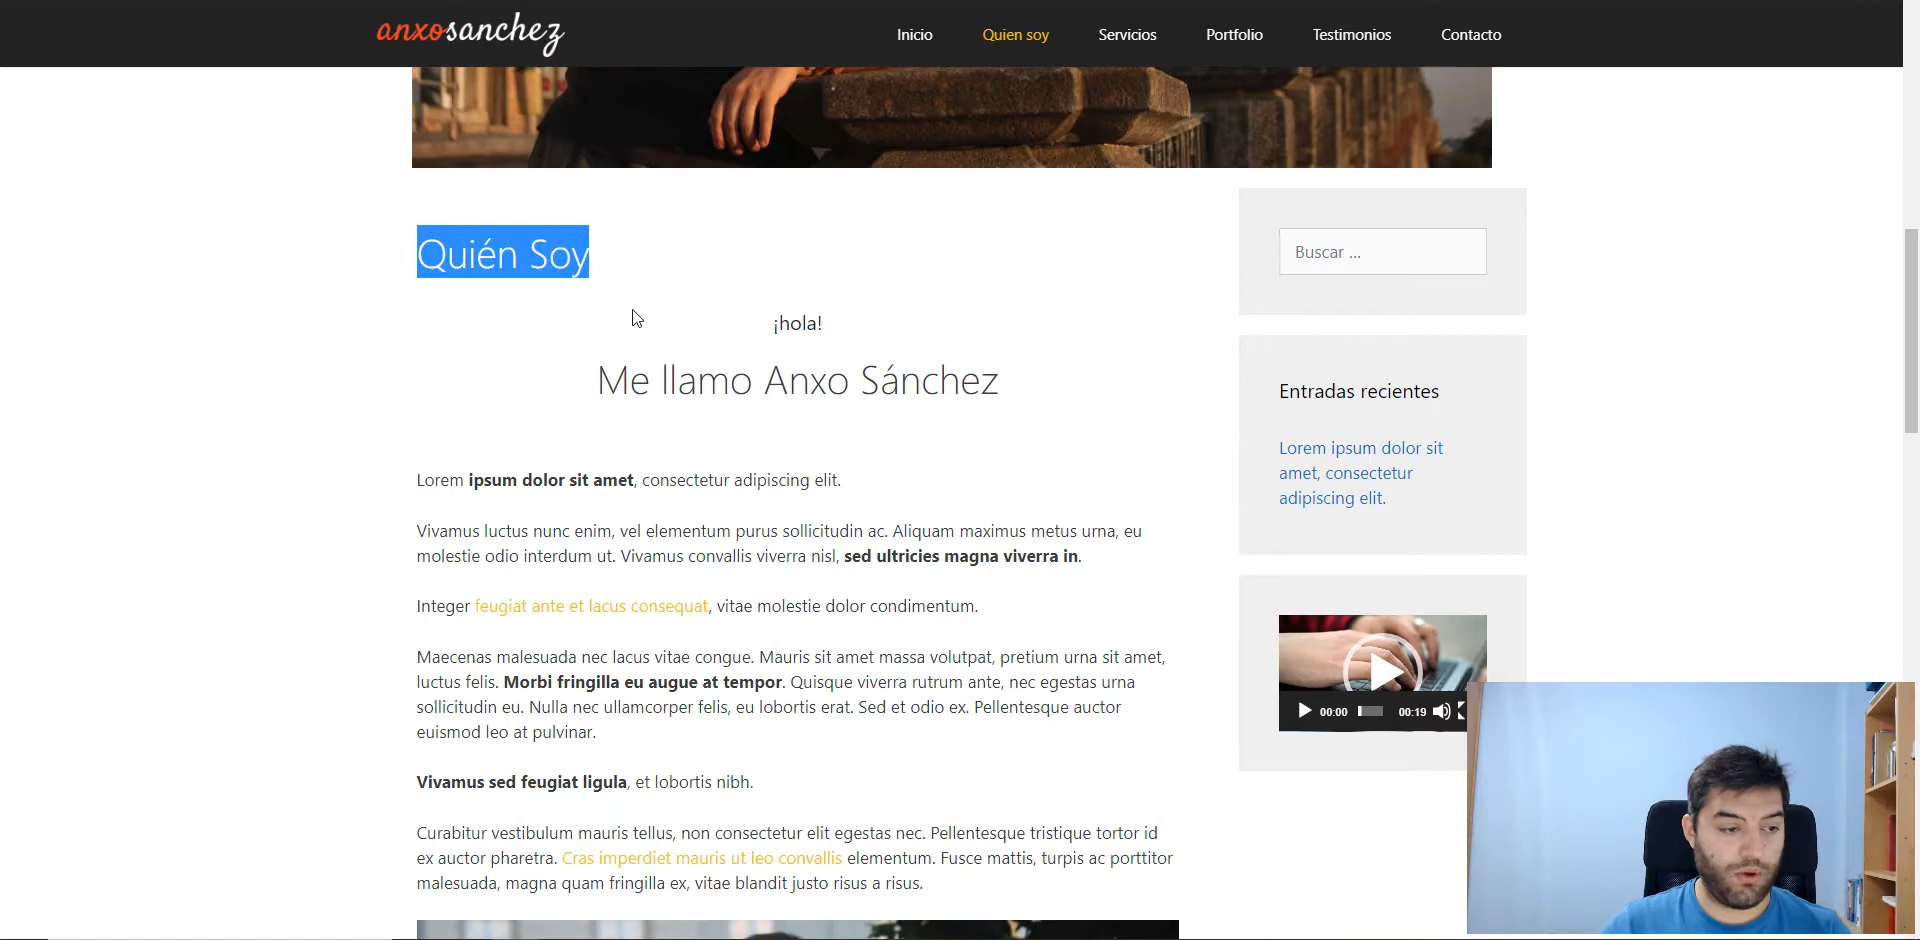 anxosanchez
Inicio
Quien soy
Servicios
Portfolio
Testimonios
Contacto
Quién Soy
¡hola!
Me llamo Anxo Sánchez
Lorem ipsum dolor sit amet, consectetur adipiscing elit.
Vivamus luctus nunc enim, vel elementum purus sollicitudin ac. Aliquam maximus metus urna, eu
molestie odio interdum ut. Vivamus convallis viverra nisl, sed ultricies magna viverra in.
Integer feugiat ante et lacus consequat, vitae molestie dolor condimentum.
Maecenas malesuada nec lacus vitae congue. Mauris sit amet massa volutpat, pretium urna sit amet,
luctus felis. Morbi fringilla eu augue at tempor. Quisque viverra rutrum ante, nec egestas urna
sollicitudin eu. Nulla nec ullamcorper felis, eu lobortis erat. Sed et odio ex. Pellentesque auctor
euismod leo at pulvinar.
Vivamus sed feugiat ligula, et lobortis nibh.
Curabitur vestibulum mauris tellus, non consectetur elit egestas nec. Pellentesque tristique tortor id
ex auctor pharetra. Cras imperdiet mauris ut leo convallis elementum. Fusce mattis, turpis ac porttitor
malesuada, magna quam fringilla ex, vitae blandit justo risus a risus.
Buscar ...
Entradas recientes
Lorem ipsum dolor sit
amet, consectetur
adipiscing elit.
00:00
00:19